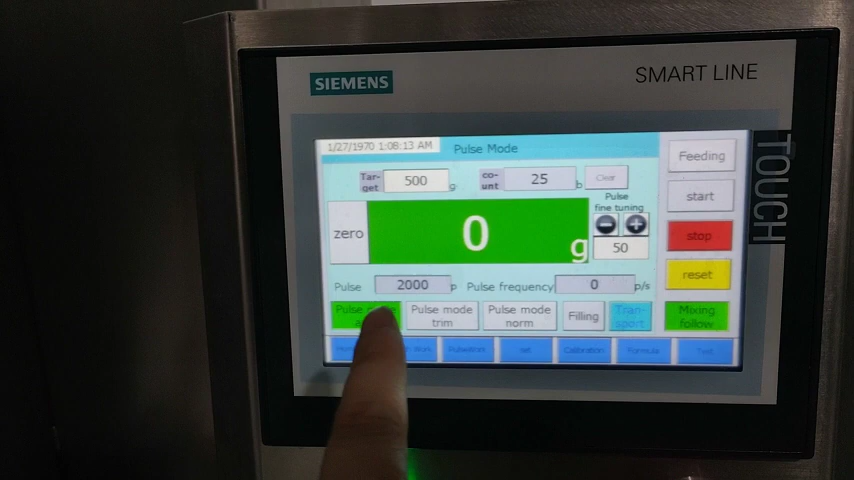 SIEMENS
SMART LINE
TOUCH
1/27/1970 1:08:13 AM
Pulse Mode
Feeding
Tar-
get
500
g
co-
unt
25
b
Clear
start
Pulse
fine tuning
zero
0
g
50
stop
reset
Pulse
2000
p
Pulse frequency
0
p/s
Pulse
Pulse mode
trim
Pulse mode
norm
Filling
Tran-
sport
Mixing
follow
set
Calibration
Formula
Test